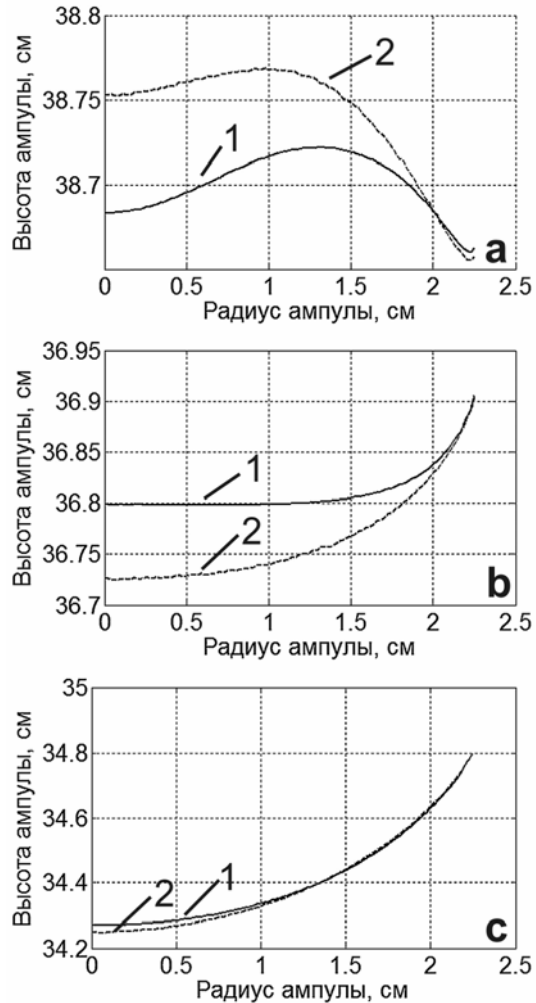 38.8
38.75
38.7
Высота ампулы, см
1
2
a
0 0.5 1 1.5 2 2.5
Радиус ампулы, см
36.95
36.9
36.85
36.8
36.75
36.7
Высота ампулы, см
1
2
b
0 0.5 1 1.5 2 2.5
Радиус ампулы, см
35
34.8
34.6
34.4
34.2
Высота ампулы, см
2 1
c
0 0.5 1 1.5 2 2.5
Радиус ампулы, см